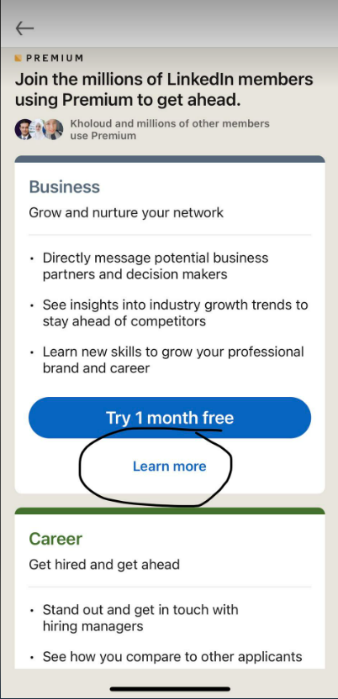 PREMIUM
Join the millions of LinkedIn members
using Premium to get ahead.
Kholoud and millions of other members
use Premium
Business
Grow and nurture your network
• Directly message potential business
partners and decision makers
• See insights into industry growth trends to
stay ahead of competitors
• Learn new skills to grow your professional
brand and career
Try 1 month free
Learn more
Career
Get hired and get ahead
• Stand out and get in touch with
hiring managers
• See how you compare to other applicants